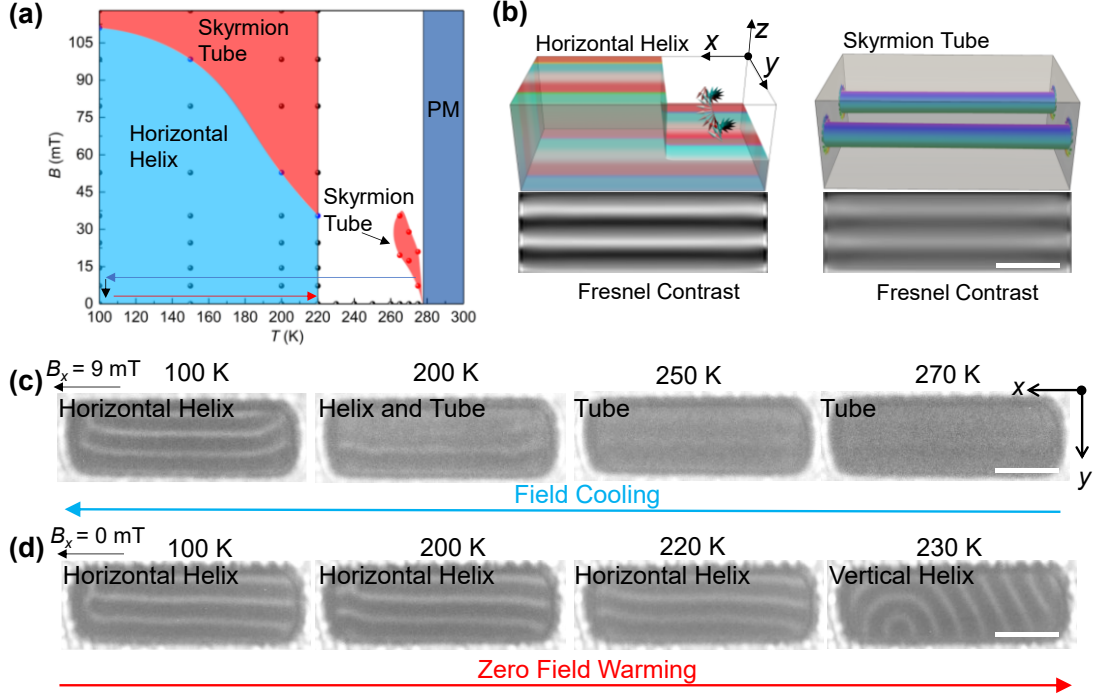 (a)
Skyrmion
Tube
Horizontal
Helix
PM
Skyrmion
Tube
B (mT)
105
90
75
60
45
30
15
0
100 120 140 160 180 200 220 240 260 280 300
T (K)
(b)
Horizontal Helix
x
z
y
Skyrmion Tube
Fresnel Contrast
Fresnel Contrast
(c)
Bx = 9 mT
100 K
200 K
250 K
270 K
Horizontal Helix
Helix and Tube
Tube
Tube
x
y
Field Cooling
(d)
Bx = 0 mT
100 K
200 K
220 K
230 K
Horizontal Helix
Horizontal Helix
Horizontal Helix
Vertical Helix
Zero Field Warming